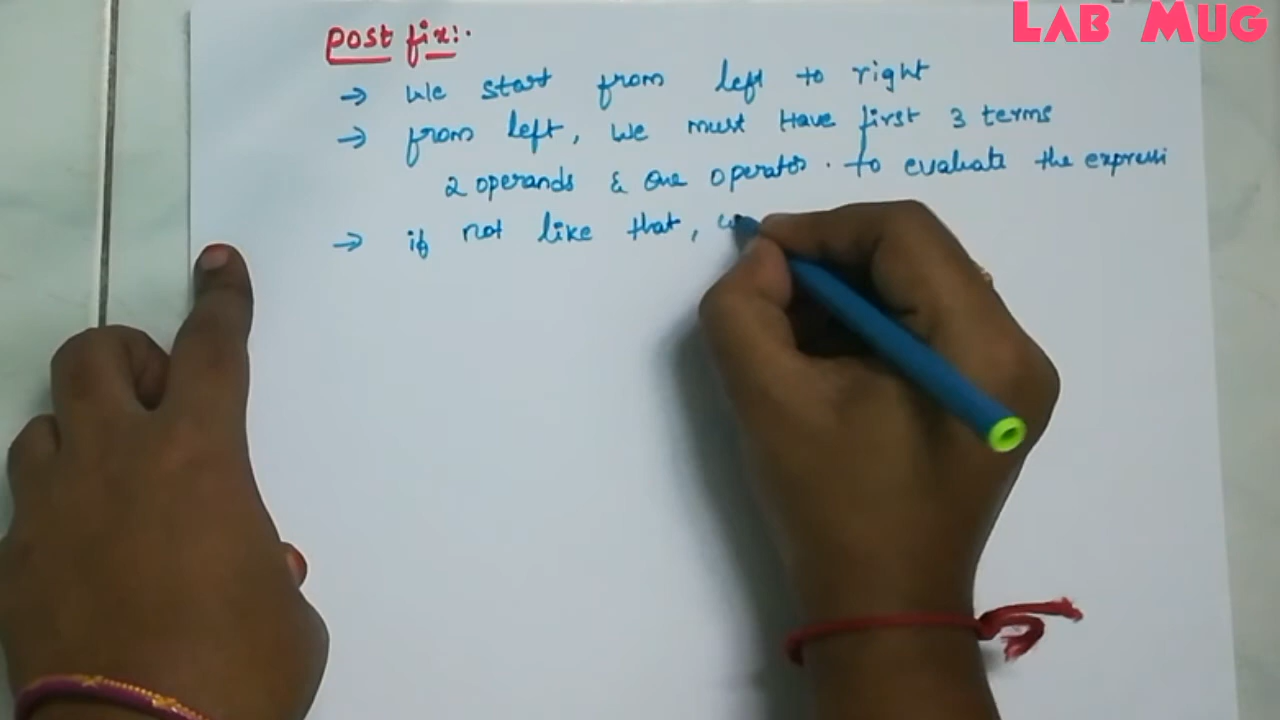 LAB MUG
Post fix:.
→ We start from left to right
→ from left, we must Have first 3 terms
2 operands & one operator. to evaluate the expressi
→ if not like that,